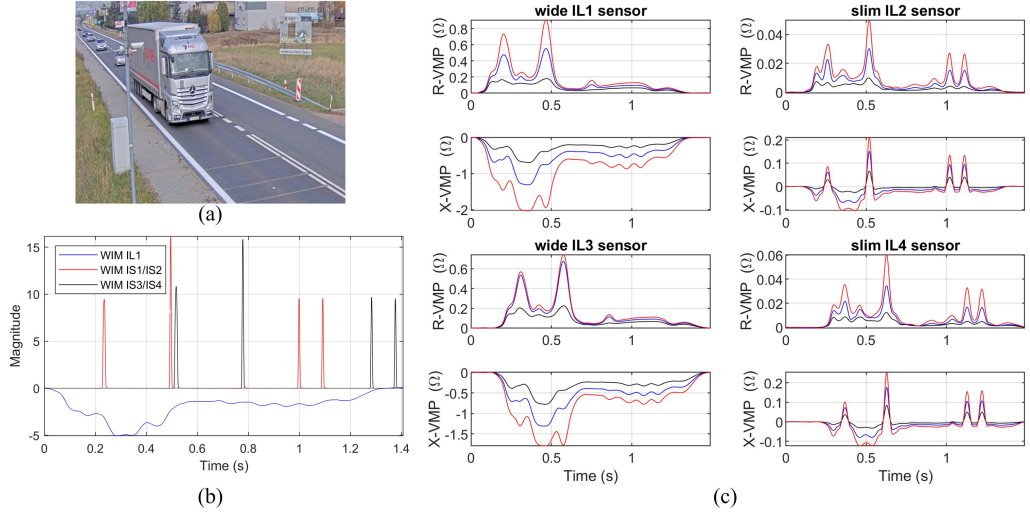 (a)
15
10
5
0
-5
Magnitude
WIM IL1
WIM IS1/IS2
WIM IS3/IS4
0 0.2 0.4 0.6 0.8 1 1.2 1.4
Time (s)
(b)
wide IL1 sensor
R-VMP (Ω)
0.8
0.6
0.4
0.2
0
0 0.5 1
X-VMP (Ω)
0
-1
-2
0 0.5 1
slim IL2 sensor
R-VMP (Ω)
0.04
0.02
0
0 0.5 1
X-VMP (Ω)
0.2
0.1
0
-0.1
0 0.5 1
wide IL3 sensor
R-VMP (Ω)
0.6
0.4
0.2
0
0 0.5 1
X-VMP (Ω)
0
-0.5
-1
-1.5
0 0.5 1
Time (s)
slim IL4 sensor
R-VMP (Ω)
0.06
0.04
0.02
0
0 0.5 1
X-VMP (Ω)
0.2
0.1
0
-0.1
0 0.5 1
Time (s)
(c)